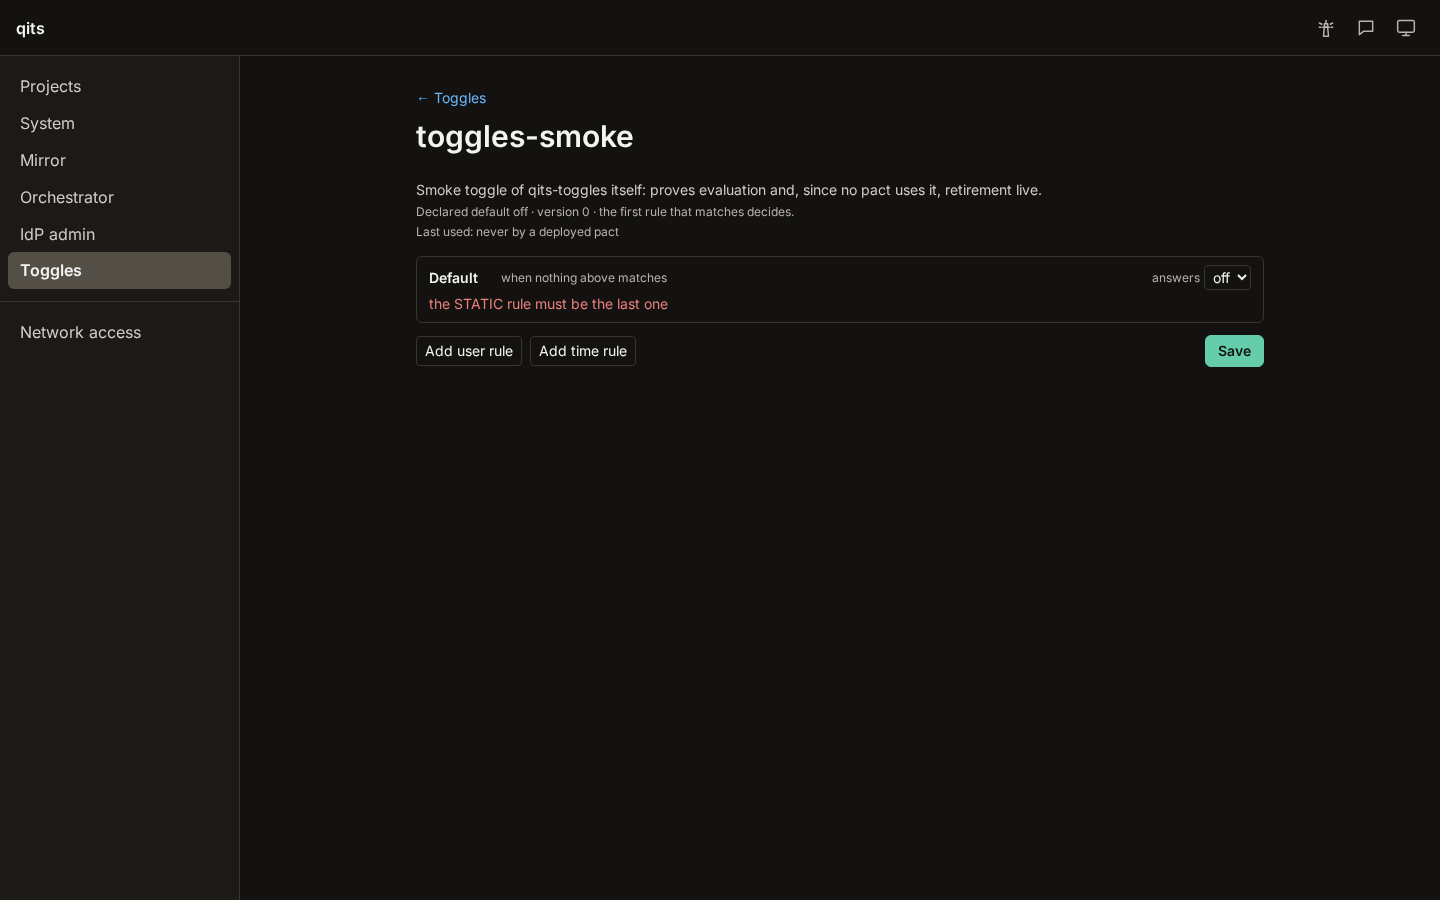 qits
Projects
System
Mirror
Orchestrator
IdP admin
Toggles
Network access
← Toggles
toggles-smoke
Smoke toggle of qits-toggles itself: proves evaluation and, since no pact uses it, retirement live.
Declared default off · version 0 · the first rule that matches decides.
Last used: never by a deployed pact
Default when nothing above matches answers off
the STATIC rule must be the last one
Add user rule Add time rule Save